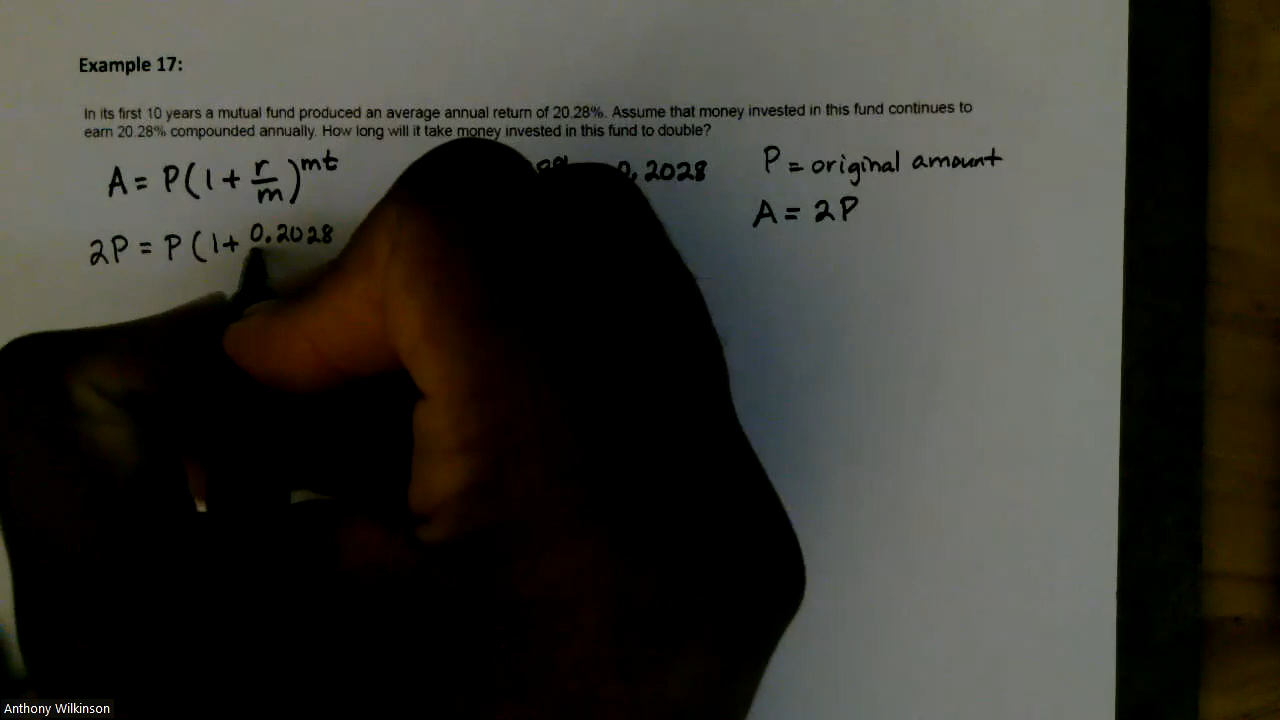 Example 17:
In its first 10 years a mutual fund produced an average annual return of 20.28%. Assume that money invested in this fund continues to
earn 20.28% compounded annually. How long will it take money invested in this fund to double?
A = P(1 + r/m)^mt
0.2028
P = original amount
A = 2P
2P = P(1+ 0.2028
Anthony Wilkinson